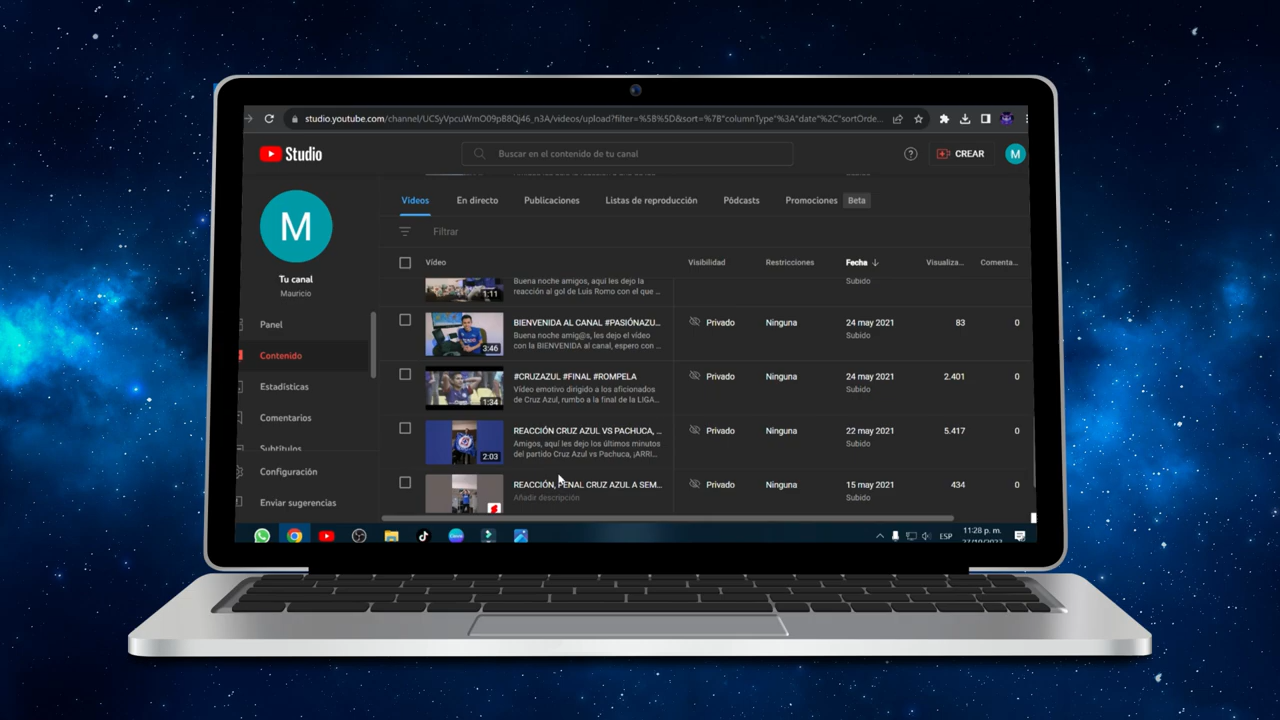 studio.youtube.com/channel/UCSyVpcuWmO09pB8Qj46_n3A/videos/upload?filter=%5B%5D&sort=%7B"columnType"%3A"date"%2C"sortOrde...
Studio
Buscar en el contenido de tu canal
CREAR
M
Vídeos En directo Publicaciones Listas de reproducción Pódcasts Promociones Beta
M
Filtrar
Tu canal
Mauricio
Vídeo Visibilidad Restricciones Fecha Visualiza... Comenta...
Buena noche amigos, aquí les dejo la
reacción al gol de Luis Romo con el que ...
1:11
Subido
BIENVENIDA AL CANAL #PASIÓNAZU...
Buena noche amig@s, les dejo el vídeo
con la BIENVENIDA al canal, espero con ...
3:46
Privado Ninguna 24 may 2021 83 0
Subido
#CRUZAZUL #FINAL #ROMPELA
Vídeo emotivo dirigido a los aficionados
de Cruz Azul, rumbo a la final de la LIGA...
1:34
Privado Ninguna 24 may 2021 2.401 0
Subido
REACCIÓN CRUZ AZUL VS PACHUCA, ...
Amigos, aquí les dejo los últimos minutos
del partido Cruz Azul vs Pachuca, ¡ARRI...
2:03
Privado Ninguna 22 may 2021 5.417 0
Subido
REACCIÓN, PENAL CRUZ AZUL A SEM...
Añadir descripción
Privado Ninguna 15 may 2021 434 0
Subido
Panel
Contenido
Estadísticas
Comentarios
Subtítulos
Configuración
Enviar sugerencias
ESP
11:28 p. m.